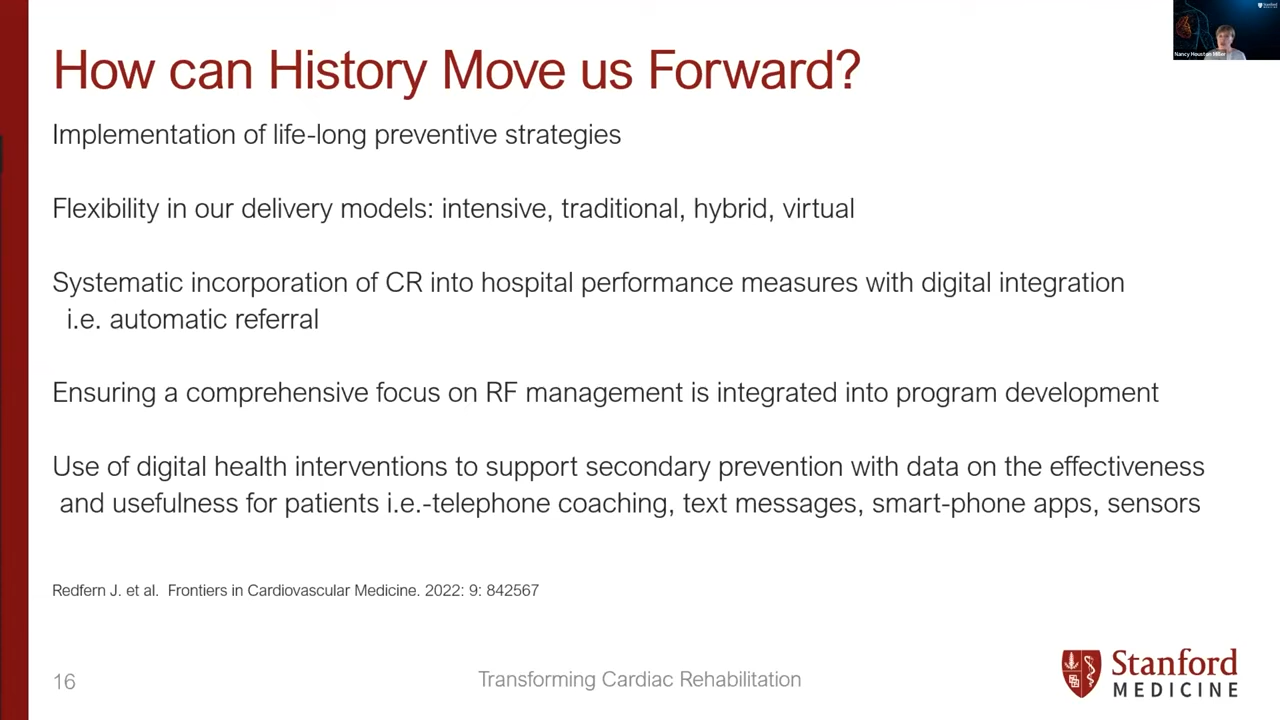 How can History Move us Forward?
Implementation of life-long preventive strategies
Flexibility in our delivery models: intensive, traditional, hybrid, virtual
Systematic incorporation of CR into hospital performance measures with digital integration
i.e. automatic referral
Ensuring a comprehensive focus on RF management is integrated into program development
Use of digital health interventions to support secondary prevention with data on the effectiveness
and usefulness for patients i.e.-telephone coaching, text messages, smart-phone apps, sensors
Redfern J. et al. Frontiers in Cardiovascular Medicine. 2022: 9: 842567
16
Transforming Cardiac Rehabilitation
Stanford
MEDICINE
Stanford
Nancy Houston Miller